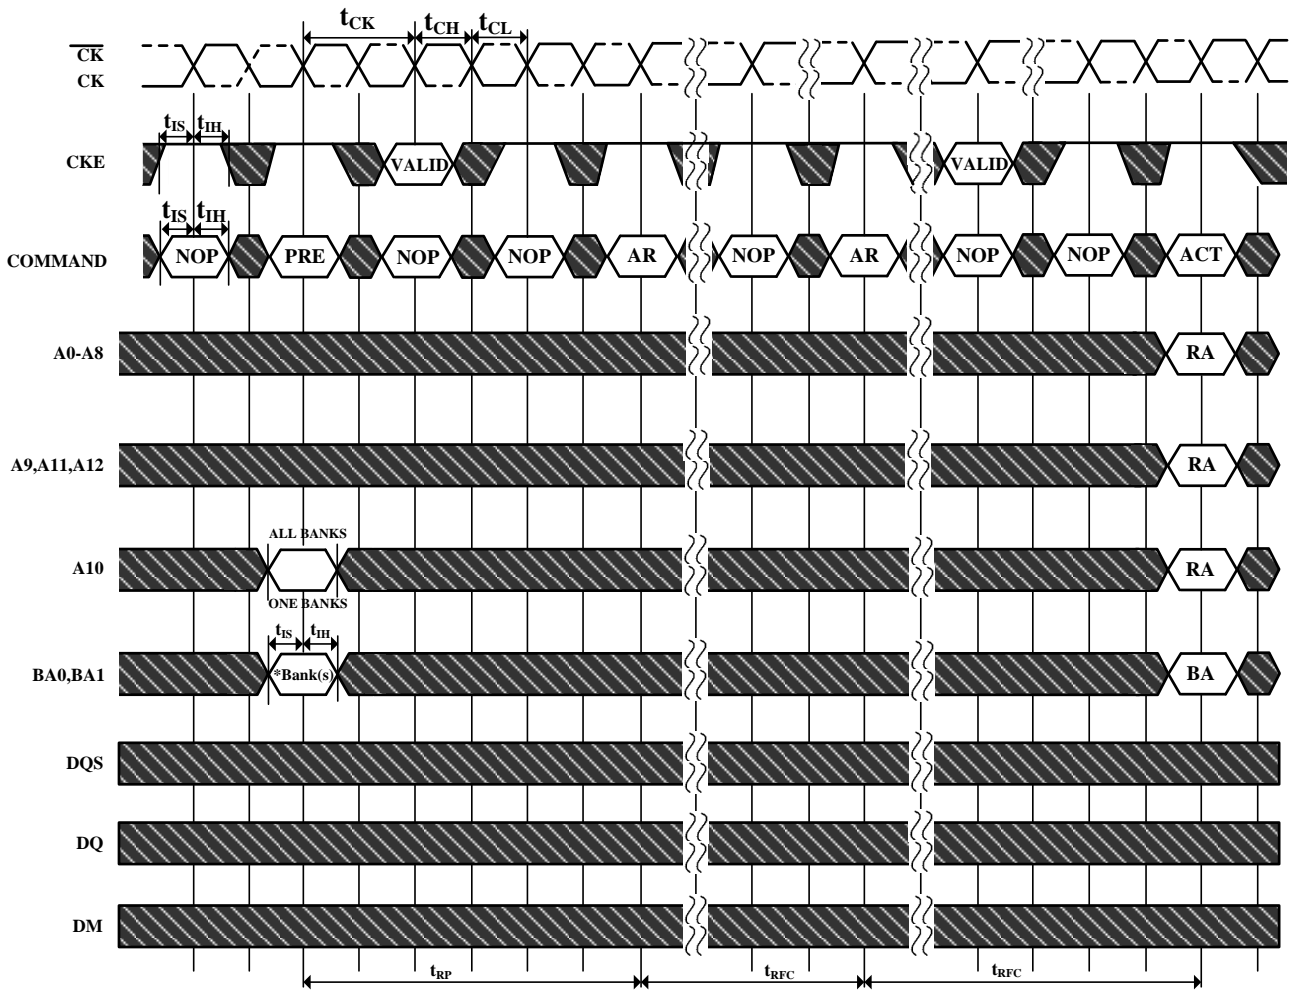 tCK tCH tCL
CK
CK
tIS tIH
CKE VALID VALID
tIS tIH
COMMAND NOP PRE NOP NOP AR NOP AR NOP NOP ACT
A0-A8 RA
A9,A11,A12 RA
ALL BANKS
A10 RA
ONE BANKS
tIS tIH
BA0,BA1 *Bank(s) BA
DQS
DQ
DM
tRP tRFC tRFC